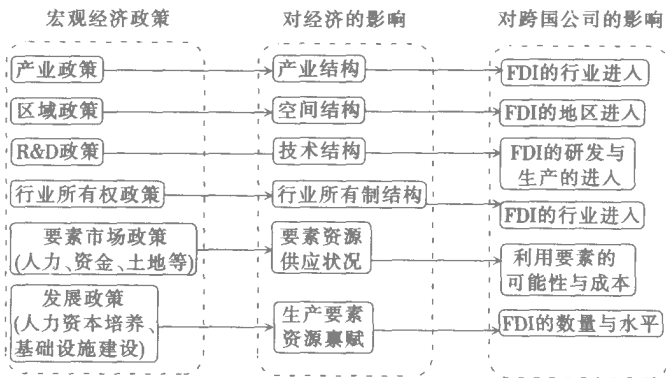 宏观经济政策 对经济的影响 对跨国公司的影响
产业政策 产业结构 FDI的行业进入
区域政策 空间结构 FDI的地区进入
R&D政策 技术结构 FDI的研发与
生产的进入
行业所有权政策 行业所有制结构 FDI的行业进入
要素市场政策 要素资源 利用要素的
(人力、资金、土地等) 供应状况 可能性与成本
发展政策 生产要素 FDI的数量与水平
(人力资本培养、 资源禀赋
基础设施建设)